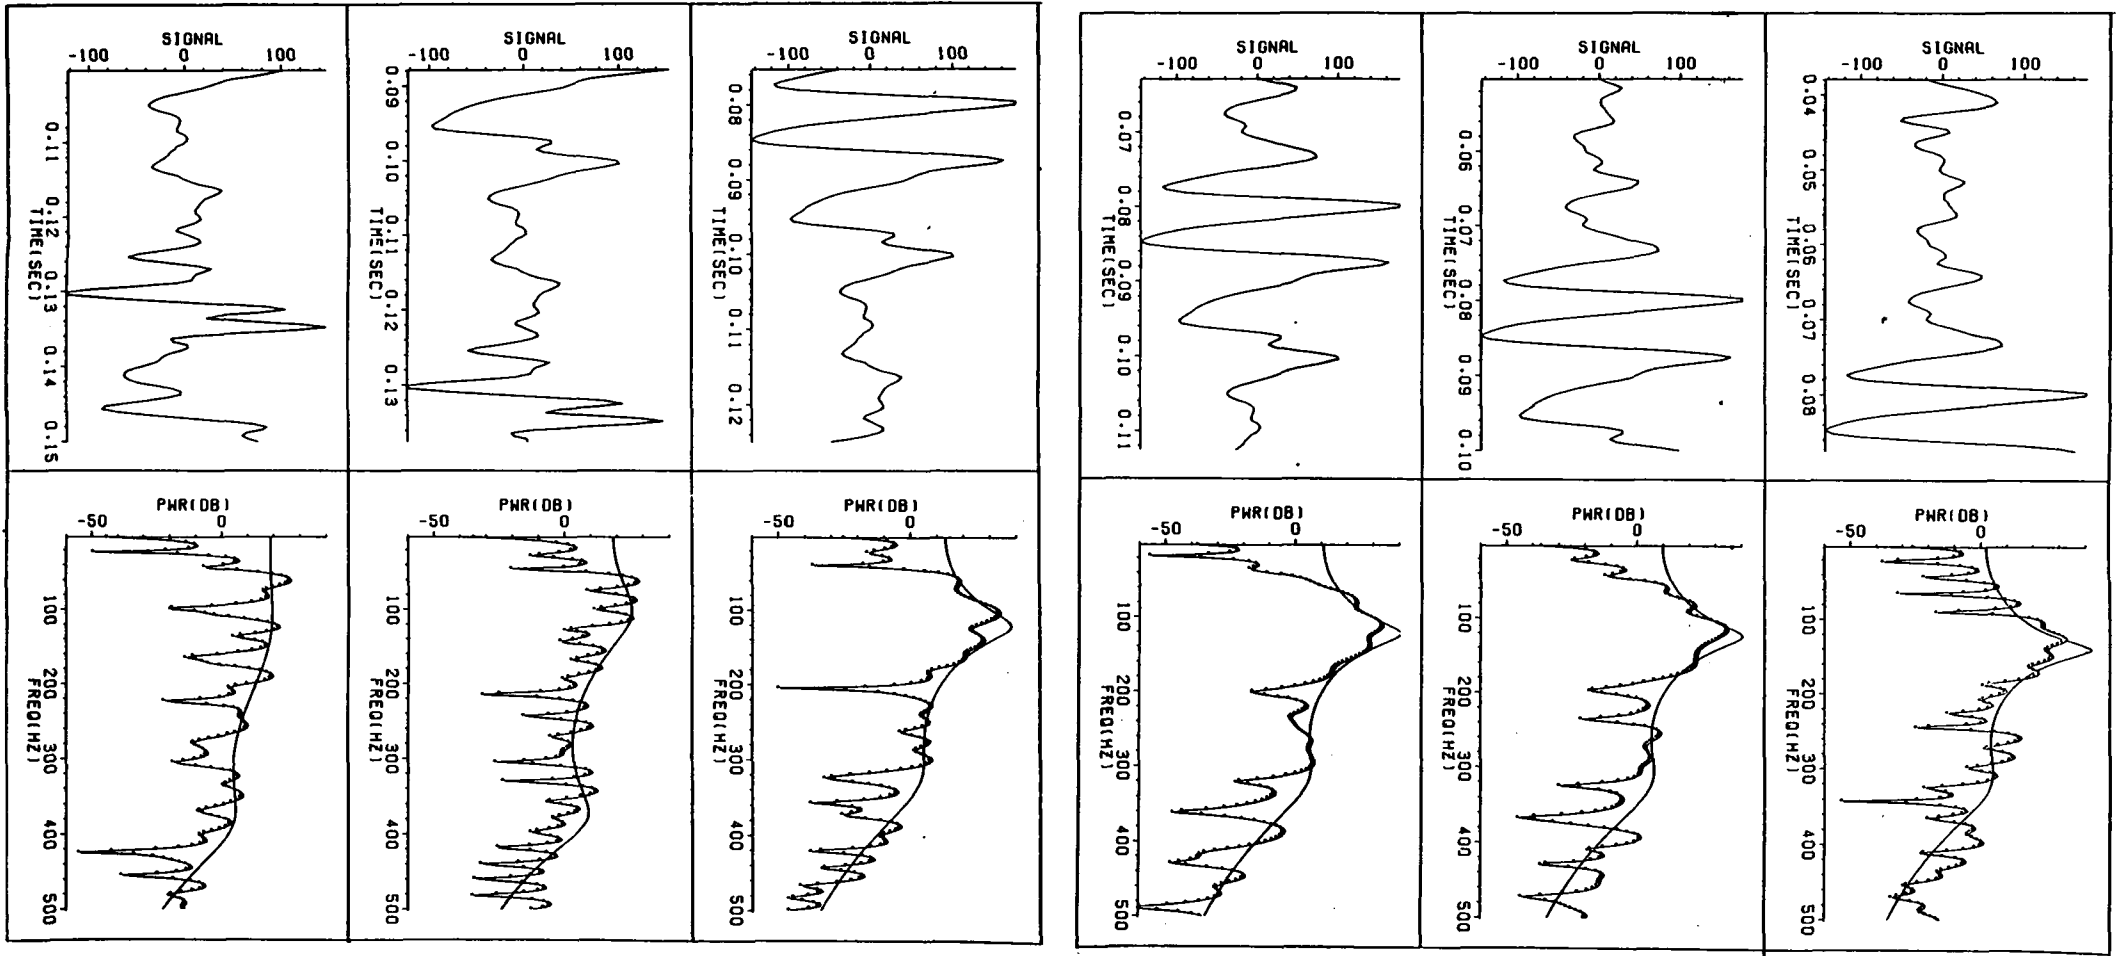 SIGNAL
-100 0 100
0.11
0.12
0.13
0.14
0.15
TIME(SEC)
SIGNAL
-100 0 100
0.09
0.10
0.11
0.12
0.13
TIME(SEC)
SIGNAL
0 100
0.08
0.09
0.10
0.11
0.12
TIME(SEC)
SIGNAL
-100 0 100
0.07
0.08
0.09
0.10
0.11
TIME(SEC)
SIGNAL
-100 0 100
0.06
0.07
0.08
0.09
0.10
TIME(SEC)
SIGNAL
-100 0 100
0.04
0.05
0.06
0.07
0.08
TIME(SEC)
PWR(DB)
-50 0
100
200
300
400
500
FREQ(HZ)
PWR(DB)
-50 0
100
200
300
400
500
FREQ(HZ)
PWR(DB)
-50 0
100
200
300
400
500
FREQ(HZ)
PWR(DB)
-50 0
100
200
300
400
500
FREQ(HZ)
PWR(DB)
-50 0
100
200
300
400
500
FREQ(HZ)
PWR(DB)
-50 0
100
200
300
400
500
FREQ(HZ)